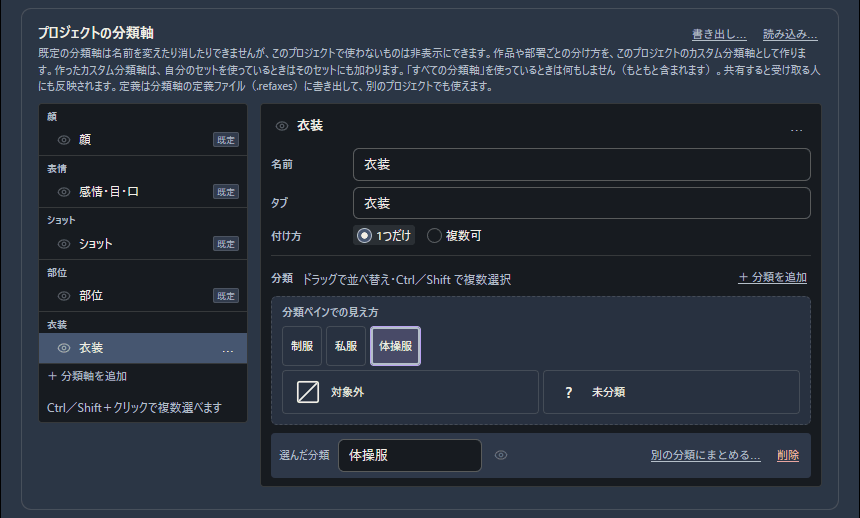 プロジェクトの分類軸
書き出し... 読み込み...
既定の分類軸は名前を変えたり消したりできませんが、このプロジェクトで使わないものは非表示にできます。作品や部署ごとの分け方を、このプロジェクトのカスタム分類軸として作りま
す。作ったカスタム分類軸は、自分のセットを使っているときはそのセットにも加わります。「すべての分類軸」を使っているときは何もしません（もともと含まれます）。共有すると受け取る人
にも反映されます。定義は分類軸の定義ファイル（.refaxes）に書き出して、別のプロジェクトでも使えます。
顔
顔 既定
表情
感情・目・口 既定
ショット
ショット 既定
部位
部位 既定
衣装
衣装 ...
＋ 分類軸を追加
Ctrl／Shift＋クリックで複数選べます
衣装 ...
名前 衣装
タブ 衣装
付け方 1つだけ 複数可
分類 ドラッグで並べ替え・Ctrl／Shift で複数選択 ＋ 分類を追加
分類ペインでの見え方
制服 私服 体操服
対象外 ? 未分類
選んだ分類 体操服 別の分類にまとめる... 削除